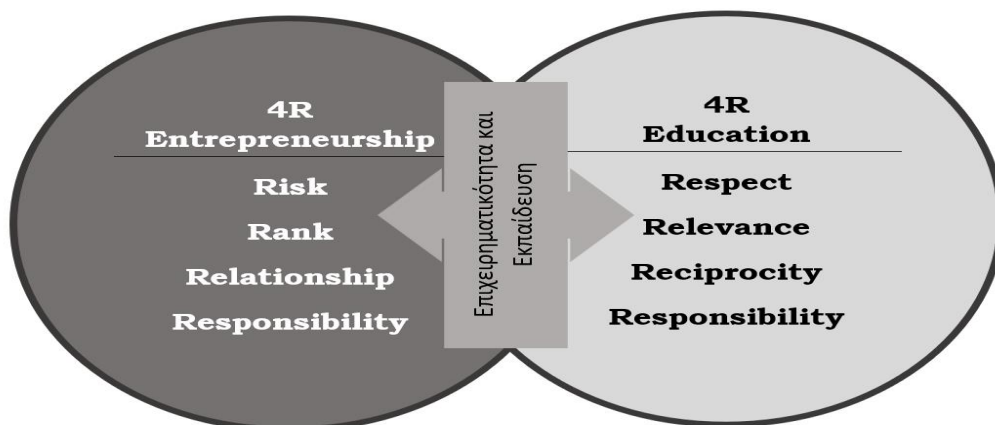 4R
Entrepreneurship
Risk
Rank
Relationship
Responsibility
Επιχειρηματικότητα και
Εκπαίδευση
4R
Education
Respect
Relevance
Reciprocity
Responsibility